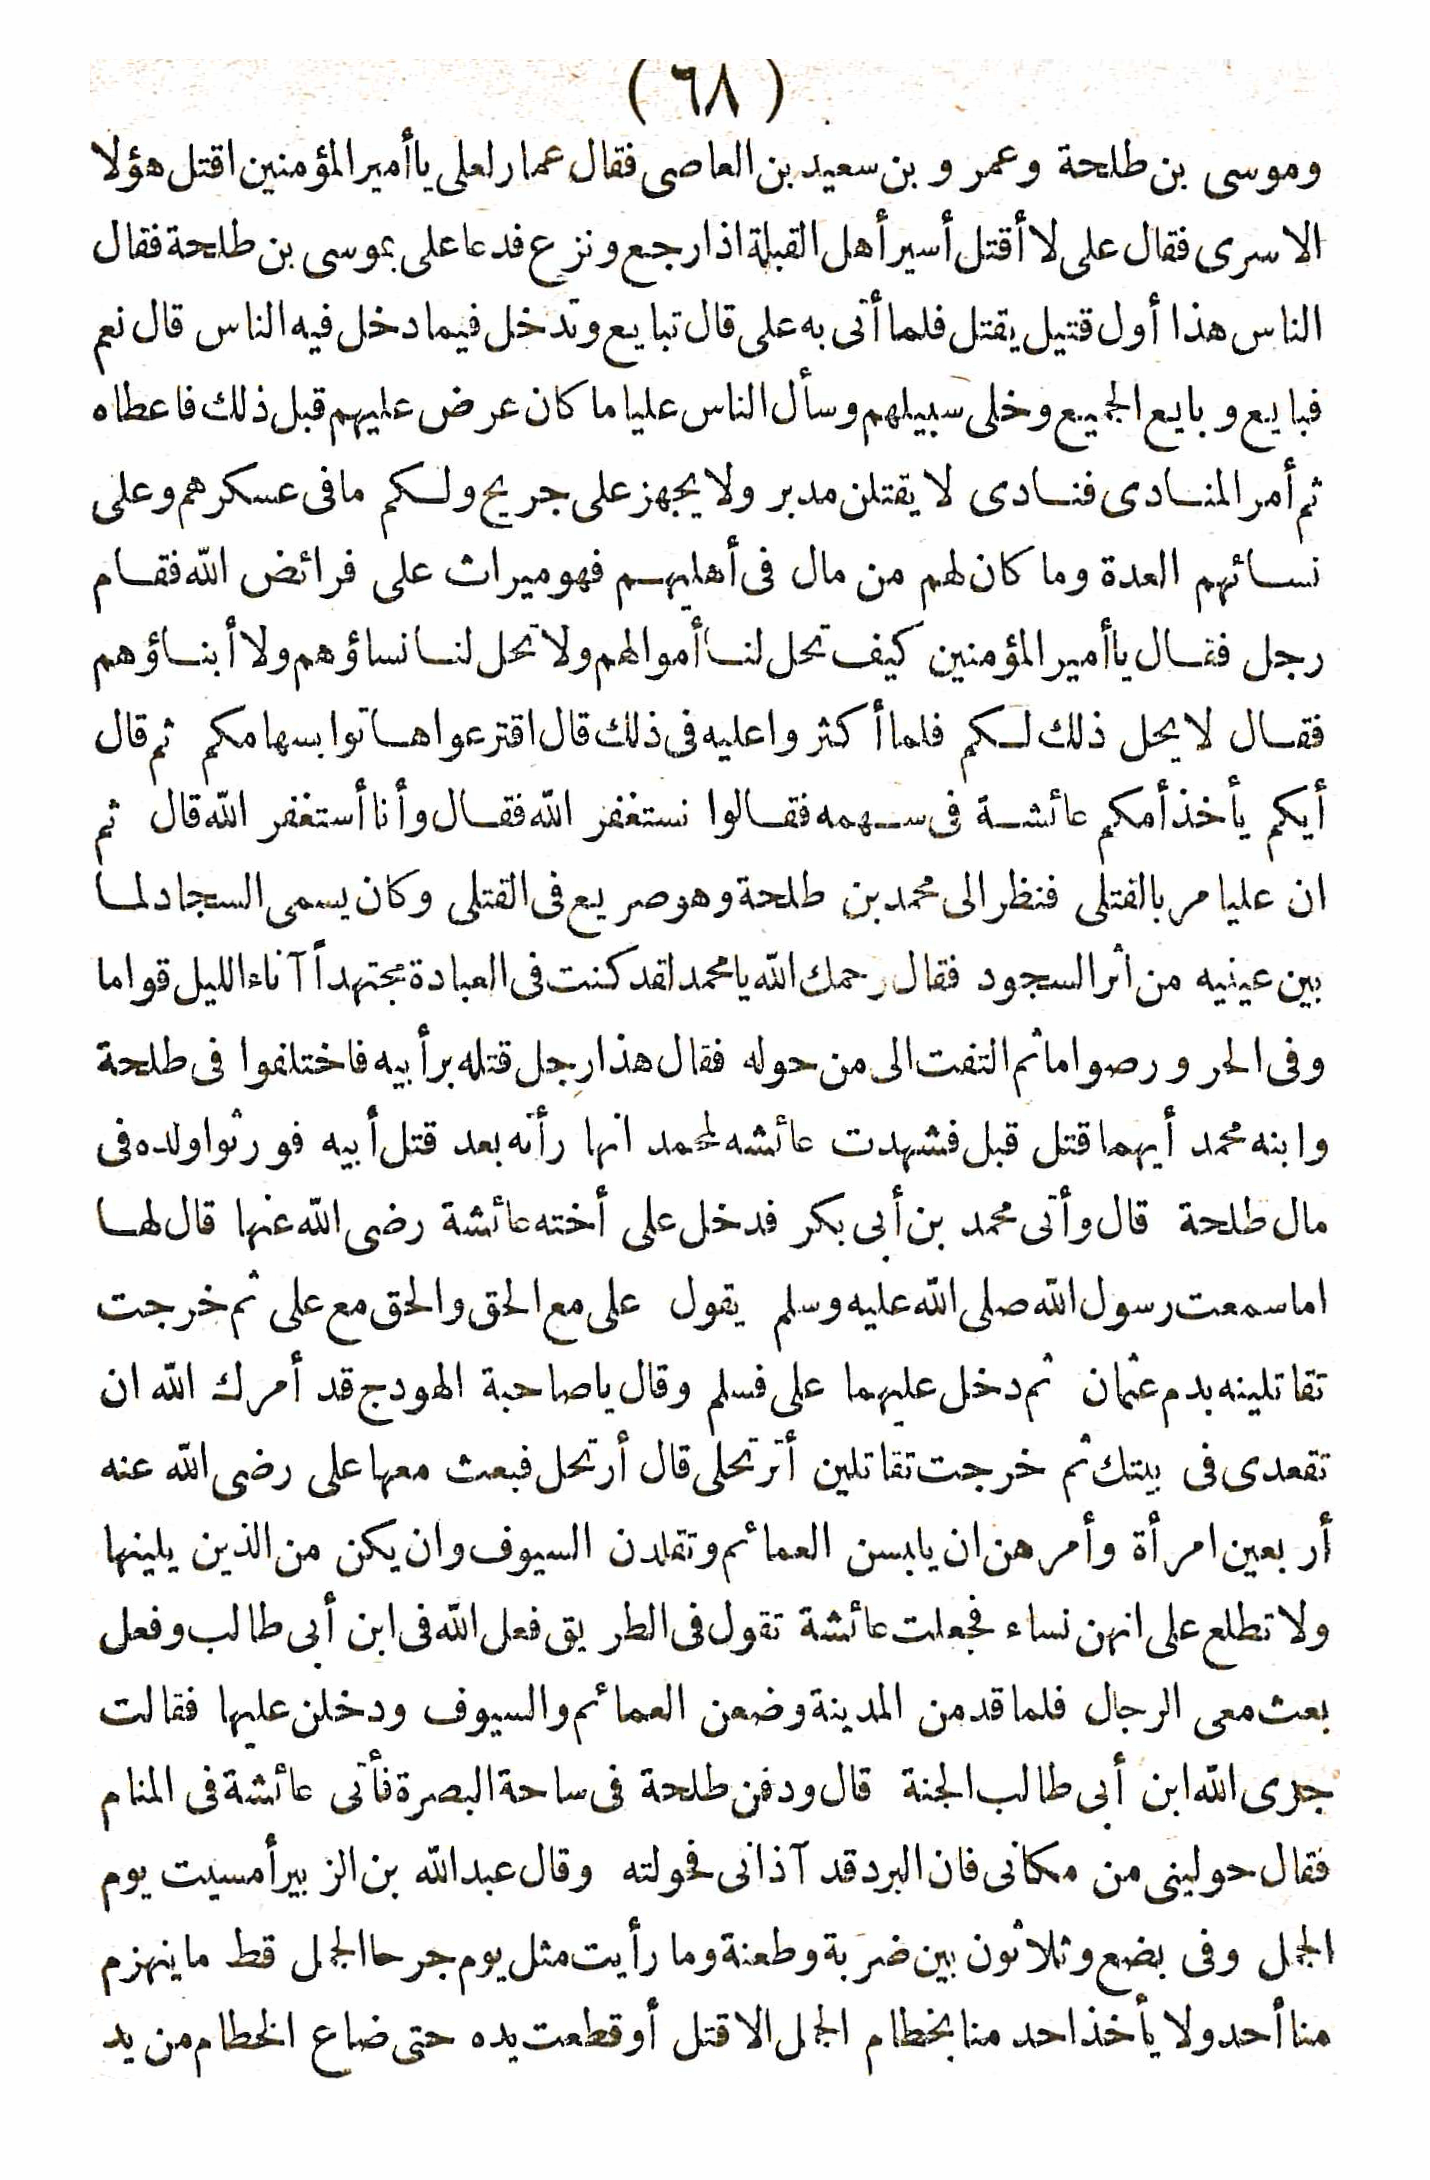 (٦٨)
وموسى بن طلحة وعمرو بن سعيد بن العاصى فقال عمار لعلى يا أمير المؤمنين اقتل هؤلا
الاسرى فقال على لا أقتل أسير أهل القبلة اذا رجع ونزع فدعا على بموسى بن طلحة فقال
الناس هذا أول قتيل يقتل فلما أتى به على قال تبايع وتدخل فيما دخل فيه الناس قال نعم
فبايع وبايع الجميع وخلى سبيلهم وسأل الناس عليا ما كان عرض عليهم قبل ذلك فاعطاه
ثم أمر المنادى فنادى لا يقتلن مدبر ولا يجهز على جريح ولكم ما فى عسكرهم وعلى
نسائهم العدة وما كان لهم من مال فى أهليهم فهو ميراث على فرائض الله فقام
رجل فقال يا أمير المؤمنين كيف تحل لنا أموالهم ولا تحل لنا نساؤهم ولا أبناؤهم
فقال لا يحل ذلك لكم فلما أكثروا عليه فى ذلك قال اقترعوا هاتوا بسهامكم ثم قال
أيكم يأخذ أمكم عائشة فى سهمه فقالوا نستغفر الله فقال وأنا أستغفر الله قال ثم
ان عليا مر بالقتلى فنظر الى محمد بن طلحة وهو صريع فى القتلى وكان يسمى السجاد لما
بين عينيه من أثر السجود فقال رحمك الله يا محمد لقد كنت فى العبادة مجتهداً آناء الليل قواما
وفى الحرورصواما ثم التفت الى من حوله فقال هذا رجل قتله برأبيه فاختلفوا فى طلحة
وابنه محمد أيهما قتل قبل فشهدت عائشه لمحمد انها رأته بعد قتل أبيه فورثوا ولده فى
مال طلحة قال وأتى محمد بن أبى بكر فدخل على أخته عائشة رضى الله عنها قال لها
اما سمعت رسول الله صلى الله عليه وسلم يقول على مع الحق والحق مع على ثم خرجت
تقاتلينه بدم عثمان ثم دخل عليهما على فسلم وقال يا صاحبة الهودج قد أمرك الله ان
تقعدى فى بيتك ثم خرجت تقاتلين أترتحلى قال أرتحل فبعث معها على رضى الله عنه
أربعين امرأة وأمرهن ان يلبسن العمائم وتقلدن السيوف وان يكن من الذين يلينها
ولا تطلع على انهن نساء فجعلت عائشة تقول فى الطريق فعل الله فى ابن أبى طالب وفعل
بعث معى الرجال فلما قدمن المدينة وضعن العمائم والسيوف ودخلن عليها فقالت
جزى الله ابن أبى طالب الجنة قال ودفن طلحة فى ساحة البصرة فأتى عائشة فى المنام
فقال حولينى من مكانى فان البرد قد آذانى فحولته وقال عبد الله بن الزبير أمسيت يوم
الجمل وفى بضع وثلاثون بين ضربة وطعنة وما رأيت مثل يوم جرحا الجمل قط ما ينهزم
منا أحد ولا يأخذ احد منا بخطام الجمل الا قتل أو قطعت يده حتى ضاع الخطام من يد